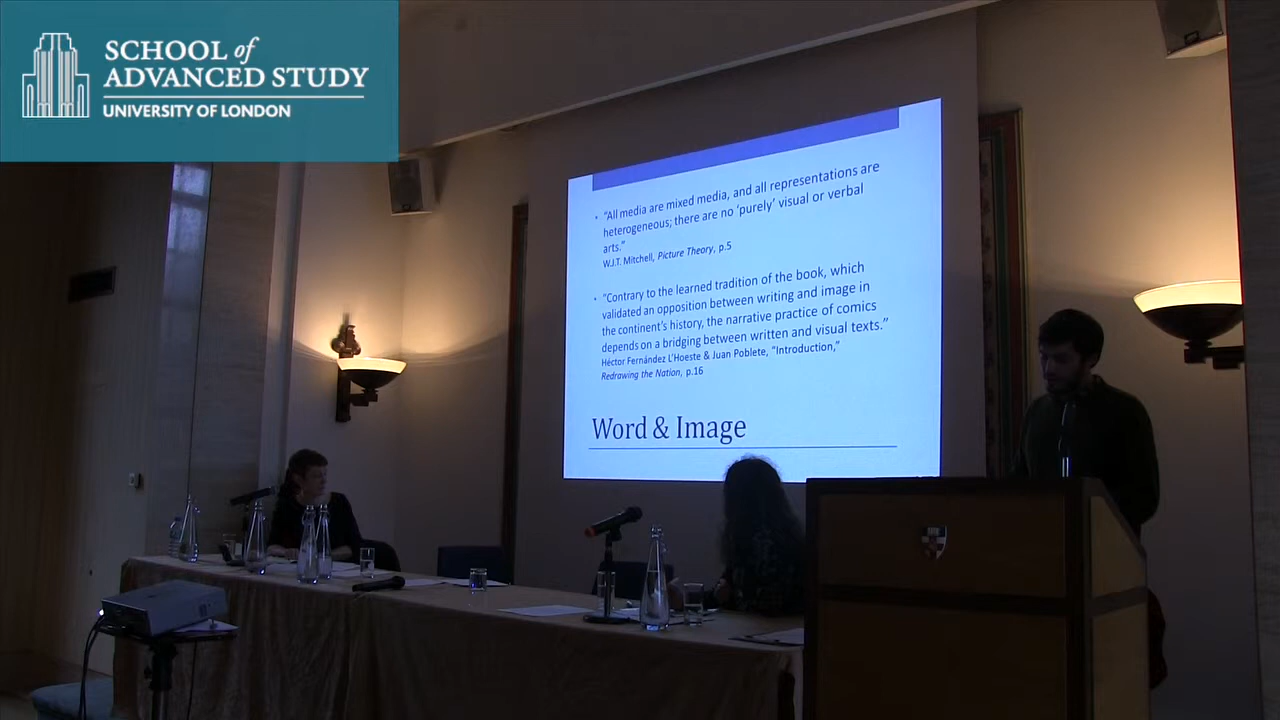 SCHOOL of
ADVANCED STUDY
UNIVERSITY OF LONDON
• “All media are mixed media, and all representations are
heterogeneous; there are no ‘purely’ visual or verbal
arts.”
W.J.T. Mitchell, Picture Theory, p.5
• “Contrary to the learned tradition of the book, which
validated an opposition between writing and image in
the continent’s history, the narrative practice of comics
depends on a bridging between written and visual texts.”
Héctor Fernández L’Hoeste & Juan Poblete, “Introduction,”
Redrawing the Nation, p.16
Word & Image